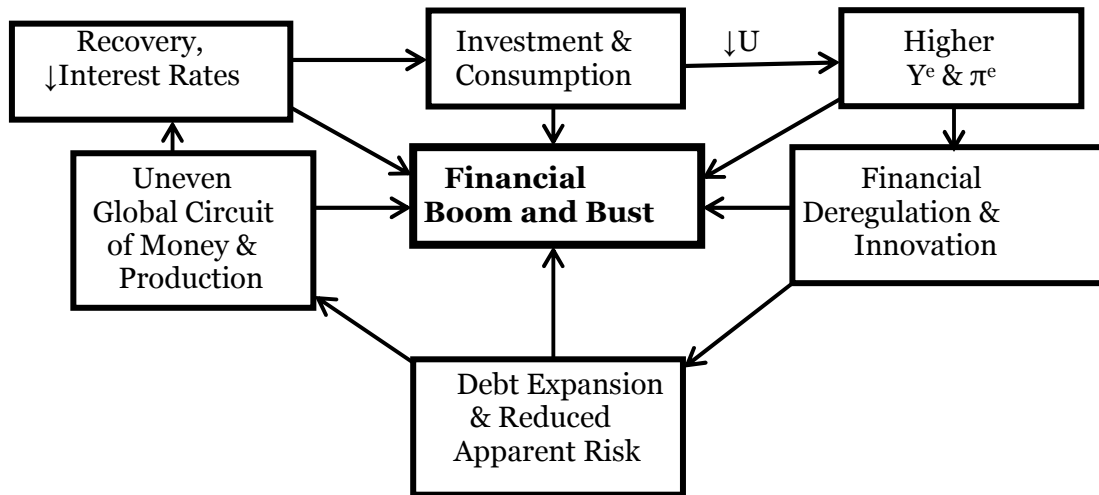 Recovery,
↓Interest Rates
Investment &
Consumption
↓U
Higher
Yᵉ & πᵉ
Uneven
Global Circuit
of Money &
Production
Financial
Boom and Bust
Financial
Deregulation &
Innovation
Debt Expansion
& Reduced
Apparent Risk